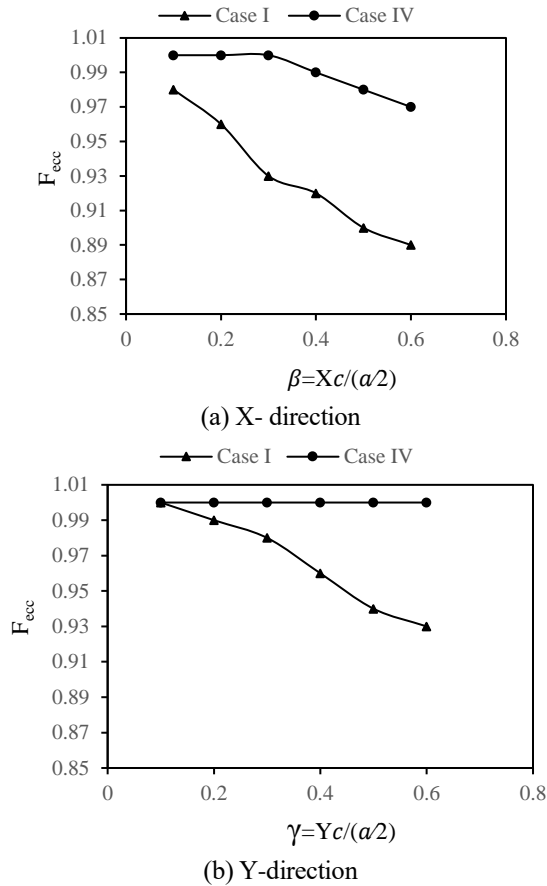 Case I Case IV
1.01
0.99
0.97
0.95
0.93
0.91
0.89
0.87
0.85
F_ecc
0 0.2 0.4 0.6 0.8
β=Xc/(a/2)
(a) X- direction
Case I Case IV
1.01
0.99
0.97
0.95
0.93
0.91
0.89
0.87
0.85
F_ecc
0 0.2 0.4 0.6 0.8
γ=Yc/(a/2)
(b) Y-direction